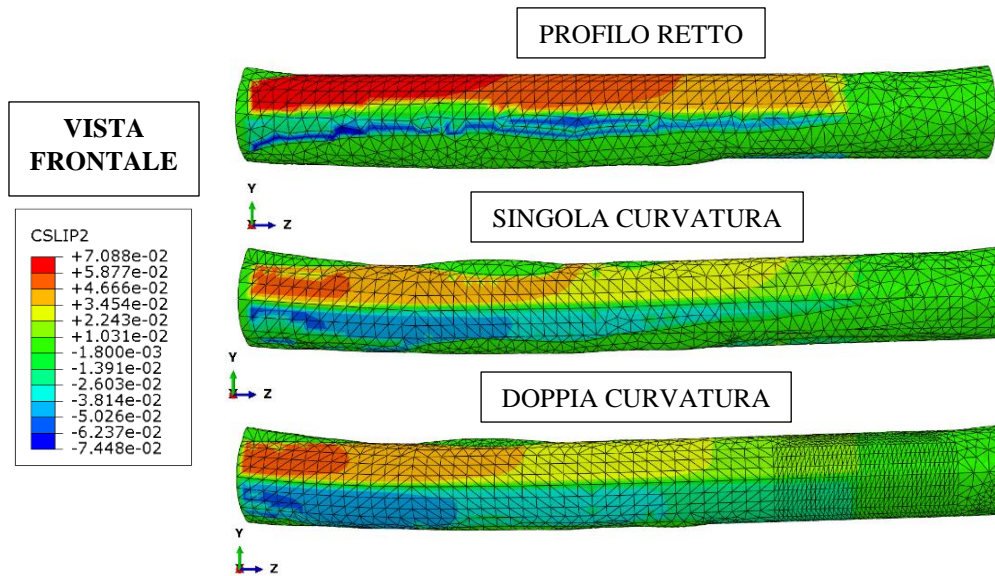 PROFILO RETTO
VISTA
FRONTALE
Y
Z
SINGOLA CURVATURA
CSLIP2
+7.088e-02
+5.877e-02
+4.666e-02
+3.454e-02
+2.243e-02
+1.031e-02
-1.800e-03
-1.391e-02
-2.603e-02
-3.814e-02
-5.026e-02
-6.237e-02
-7.448e-02
Y
Z
DOPPIA CURVATURA
Y
Z